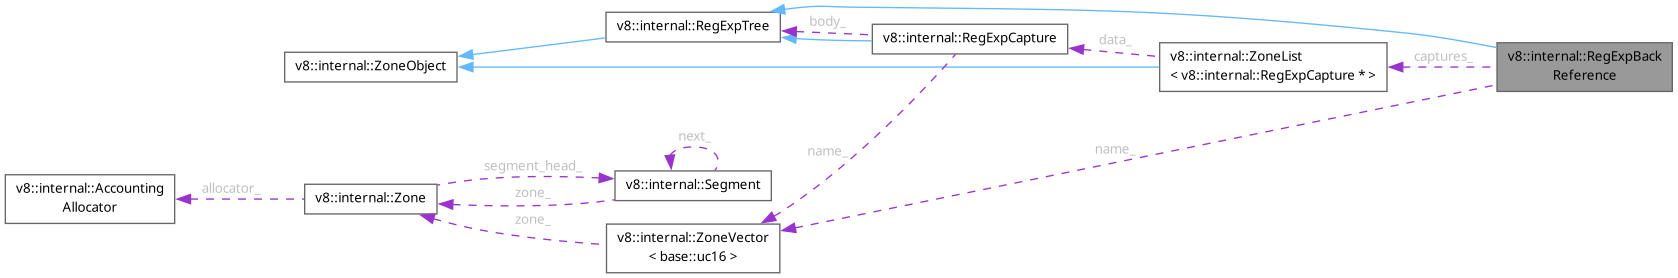 v8::internal::RegExpTree
body_
v8::internal::RegExpCapture
data_
v8::internal::ZoneList
< v8::internal::RegExpCapture * >
captures_
v8::internal::RegExpBack
Reference
v8::internal::ZoneObject
next_
name_
name_
segment_head_
v8::internal::Segment
v8::internal::Accounting
Allocator
allocator_
v8::internal::Zone
zone_
zone_
v8::internal::ZoneVector
< base::uc16 >